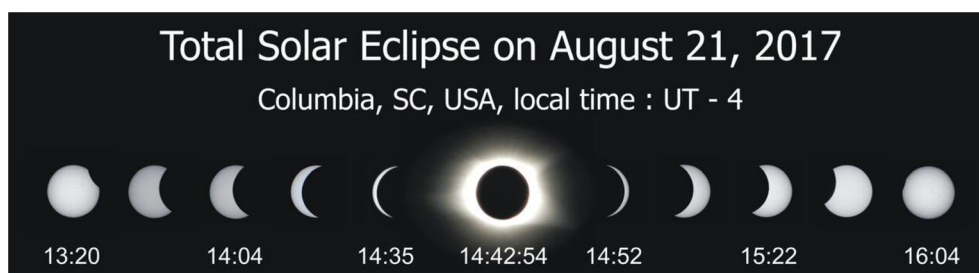 Total Solar Eclipse on August 21, 2017
Columbia, SC, USA, local time : UT - 4
13:20 14:04 14:35 14:42:54 14:52 15:22 16:04